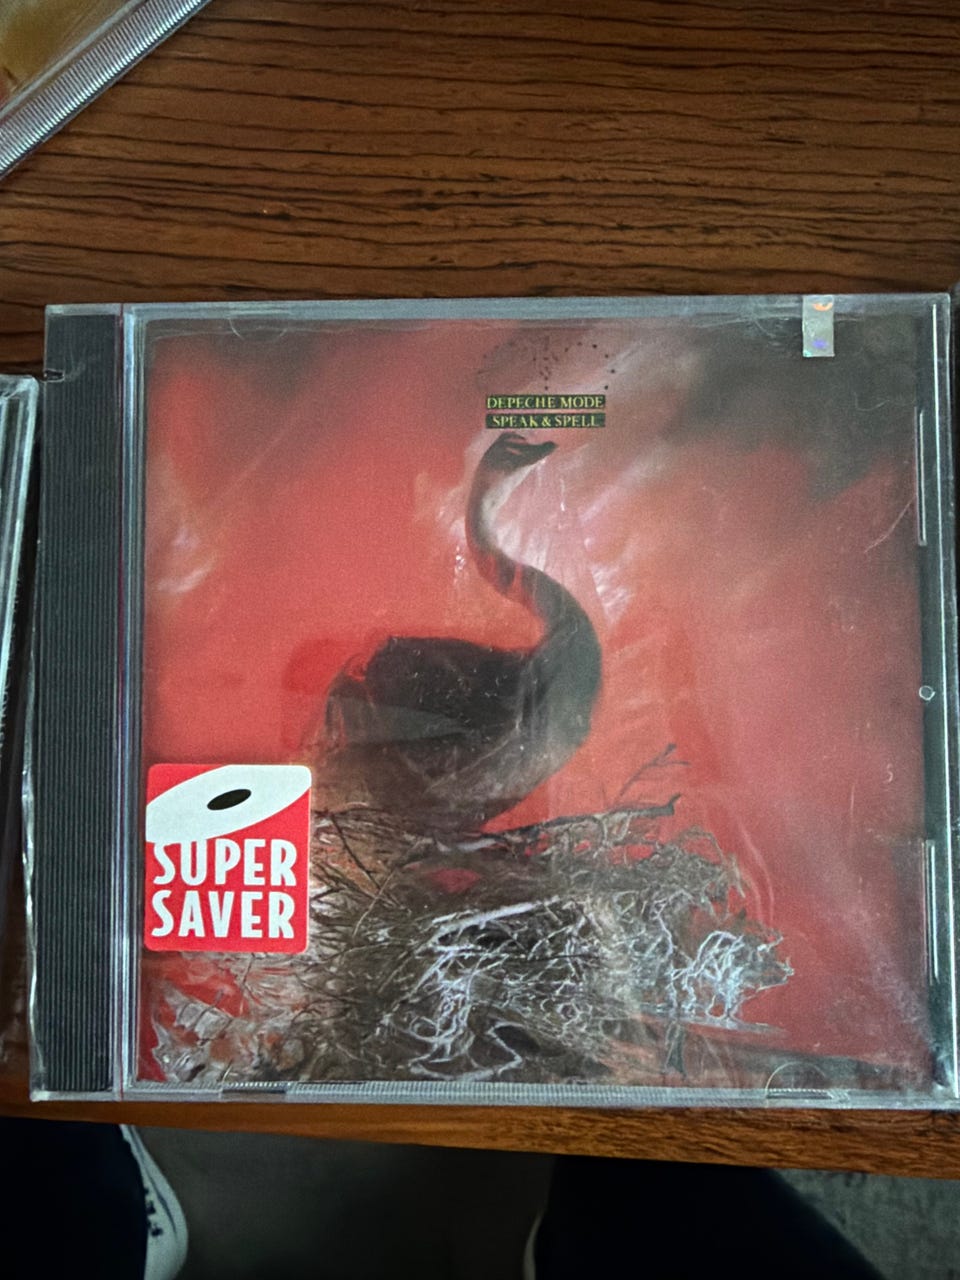 DEPECHE MODE
SPEAK & SPELL
SUPER
SAVER